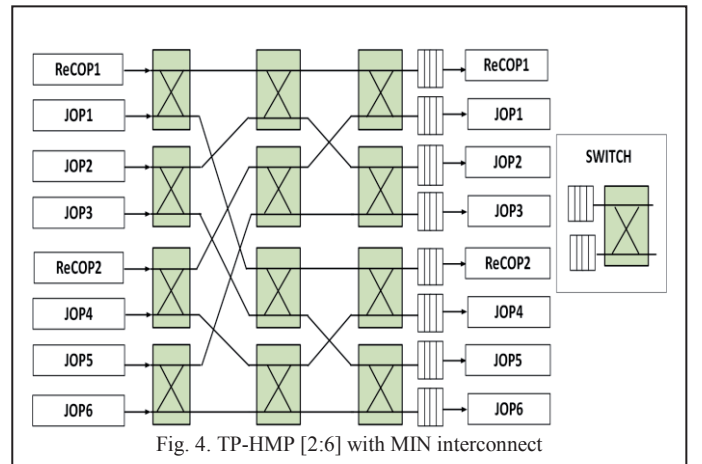 ReCOP1
JOP1
JOP2
JOP3
ReCOP2
JOP4
JOP5
JOP6
ReCOP1
JOP1
JOP2
JOP3
ReCOP2
JOP4
JOP5
JOP6
SWITCH
Fig. 4. TP-HMP [2:6] with MIN interconnect